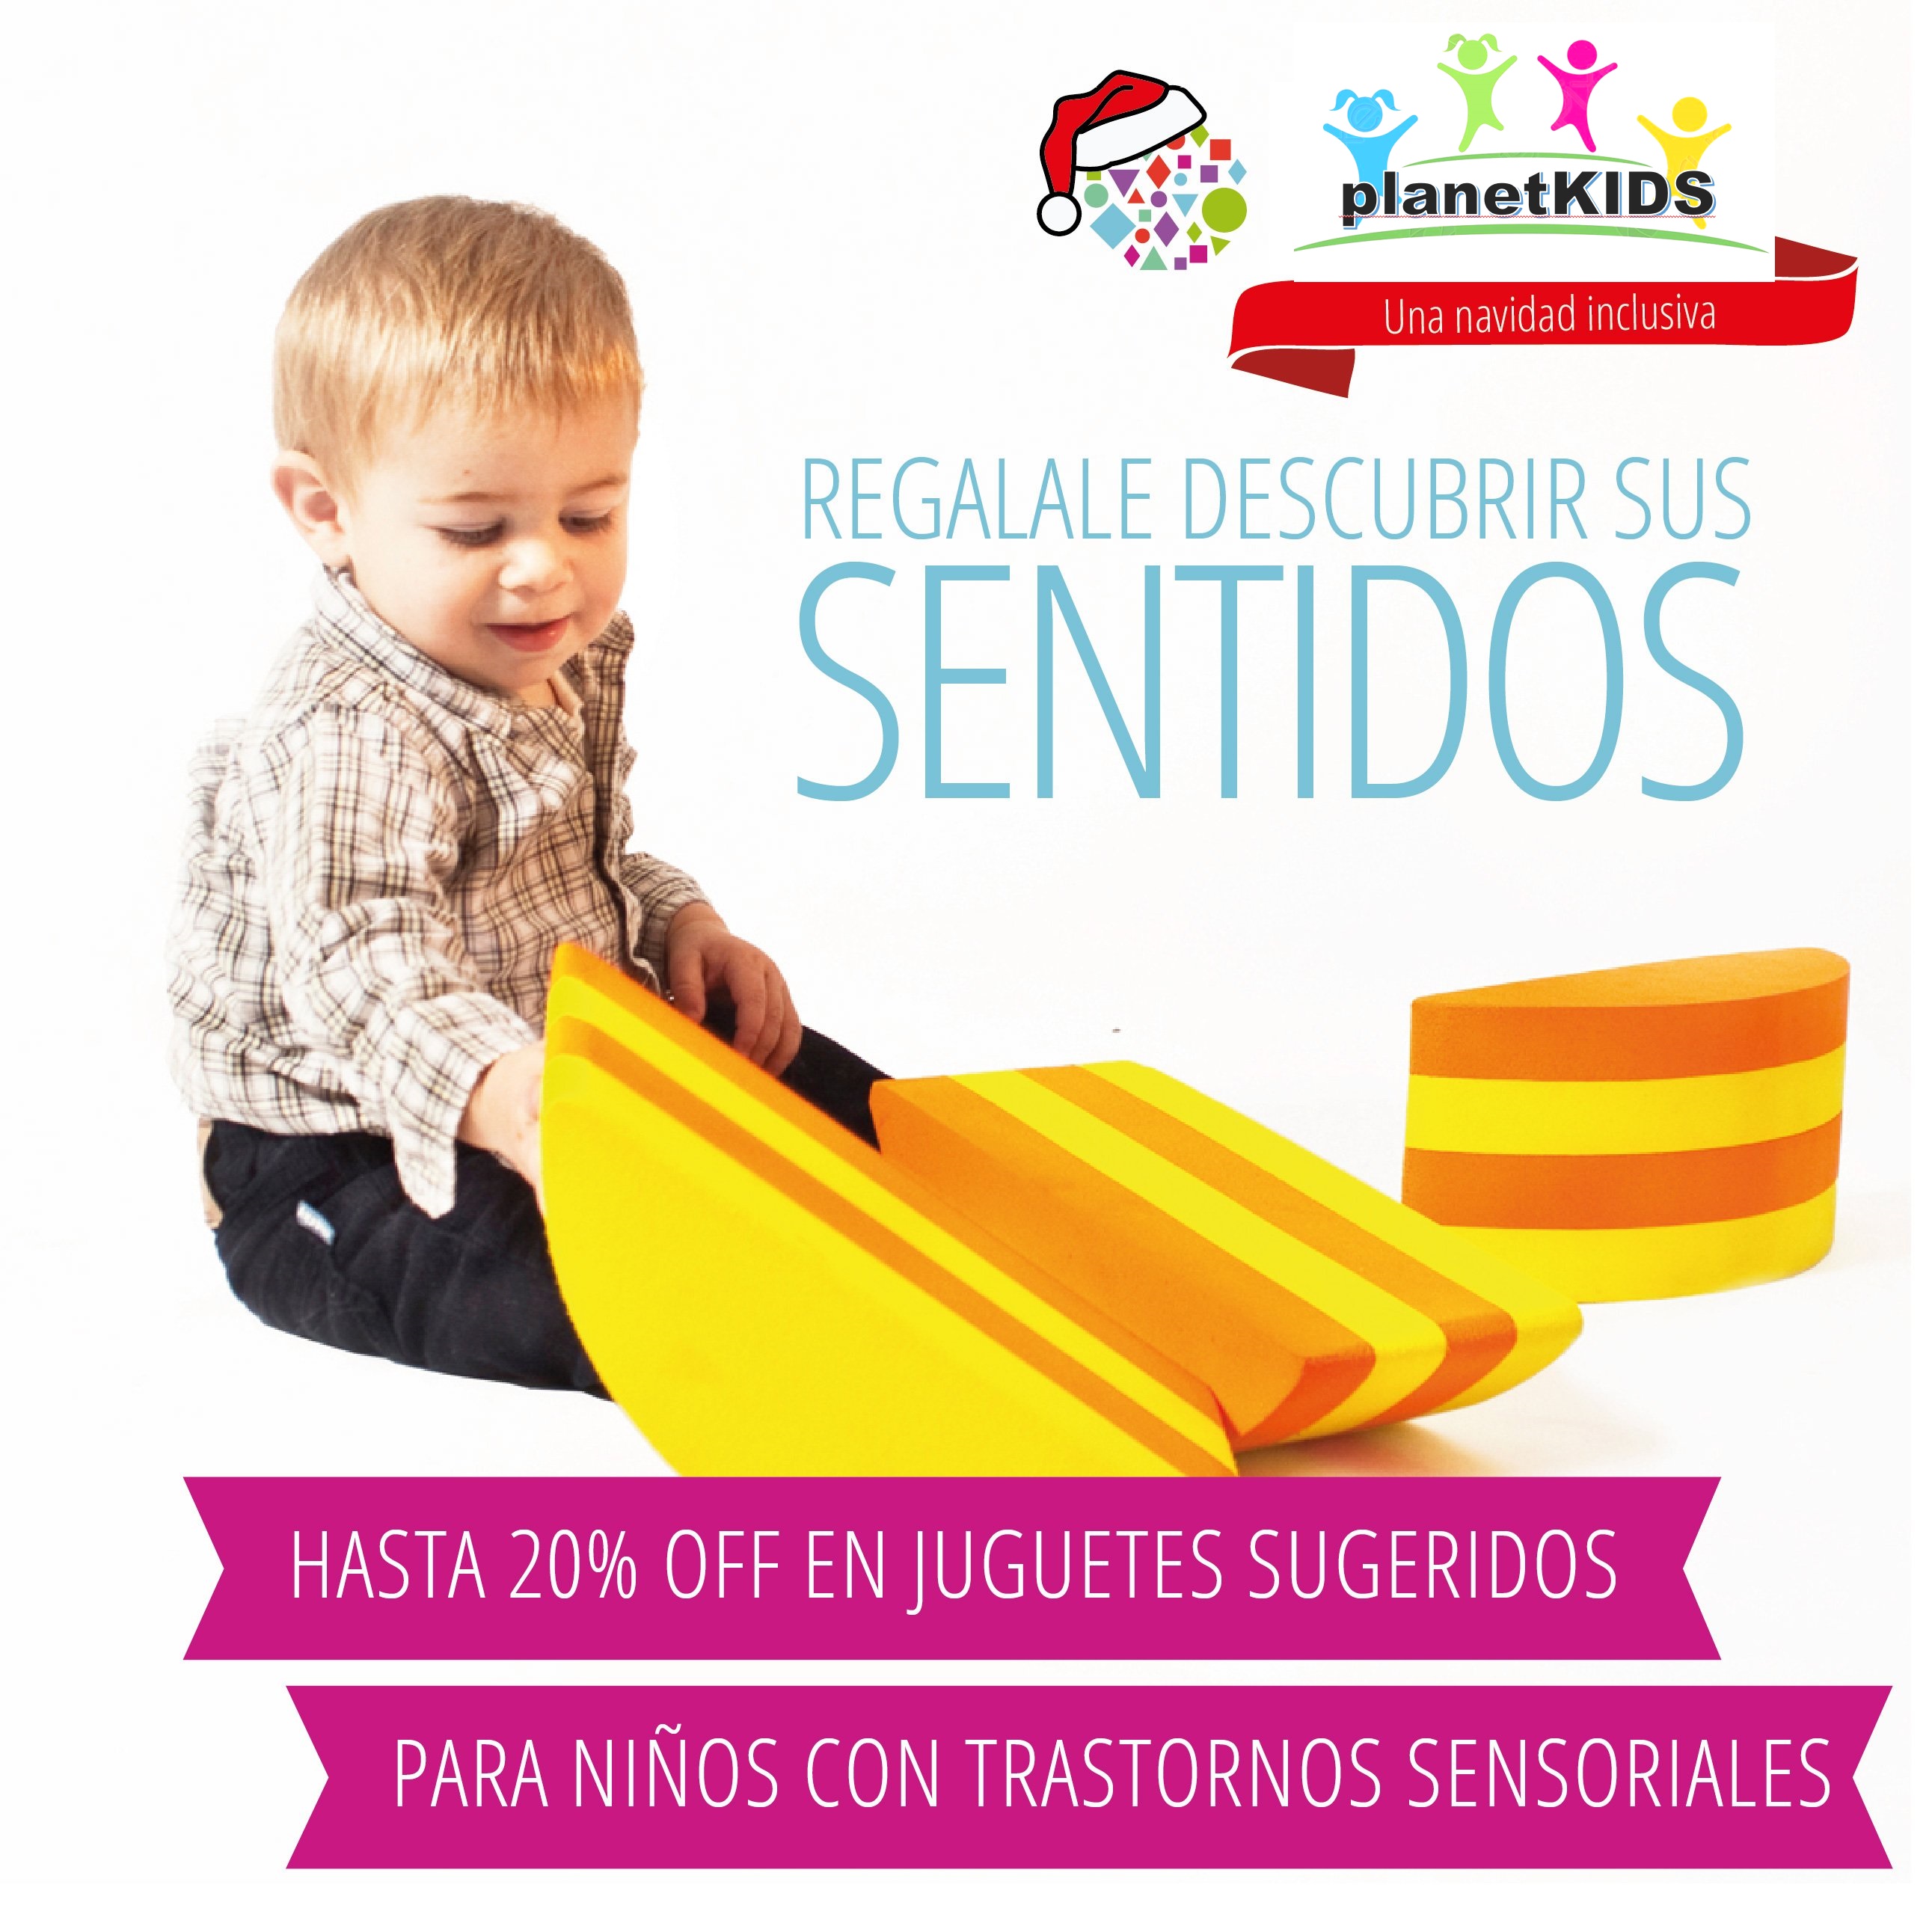 planetKIDS
Una navidad inclusiva
REGALALE DESCUBRIR SUS
SENTIDOS
HASTA 20% OFF EN JUGUETES SUGERIDOS
PARA NIÑOS CON TRASTORNOS SENSORIALES